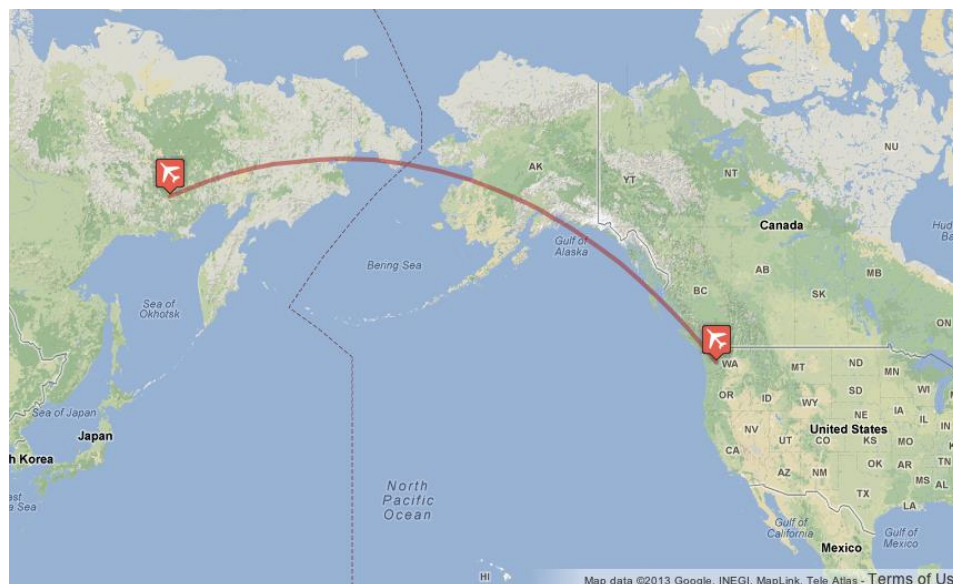 NU
AK
YT
NT
Canada
Hud
Ba
Gulf of
Alaska
Bering Sea
AB
MB
BC
SK
Sea of
Okhotsk
ON
WA
MT
ND
MN
OR
ID
SD
WI
WY
Sea of Japan
NE
IA
IL
IN
Japan
NV
UT
CO
United States
KS
MO
h Korea
CA
OK
AR
TN
AZ
NM
MS
AL
North
Pacific
Ocean
TX
LA
ast
a Sea
Gulf of
California
Gulf of
Mexico
Mexico
HI
Map data ©2013 Google, INEGI, MapLink, Tele Atlas - Terms of Us